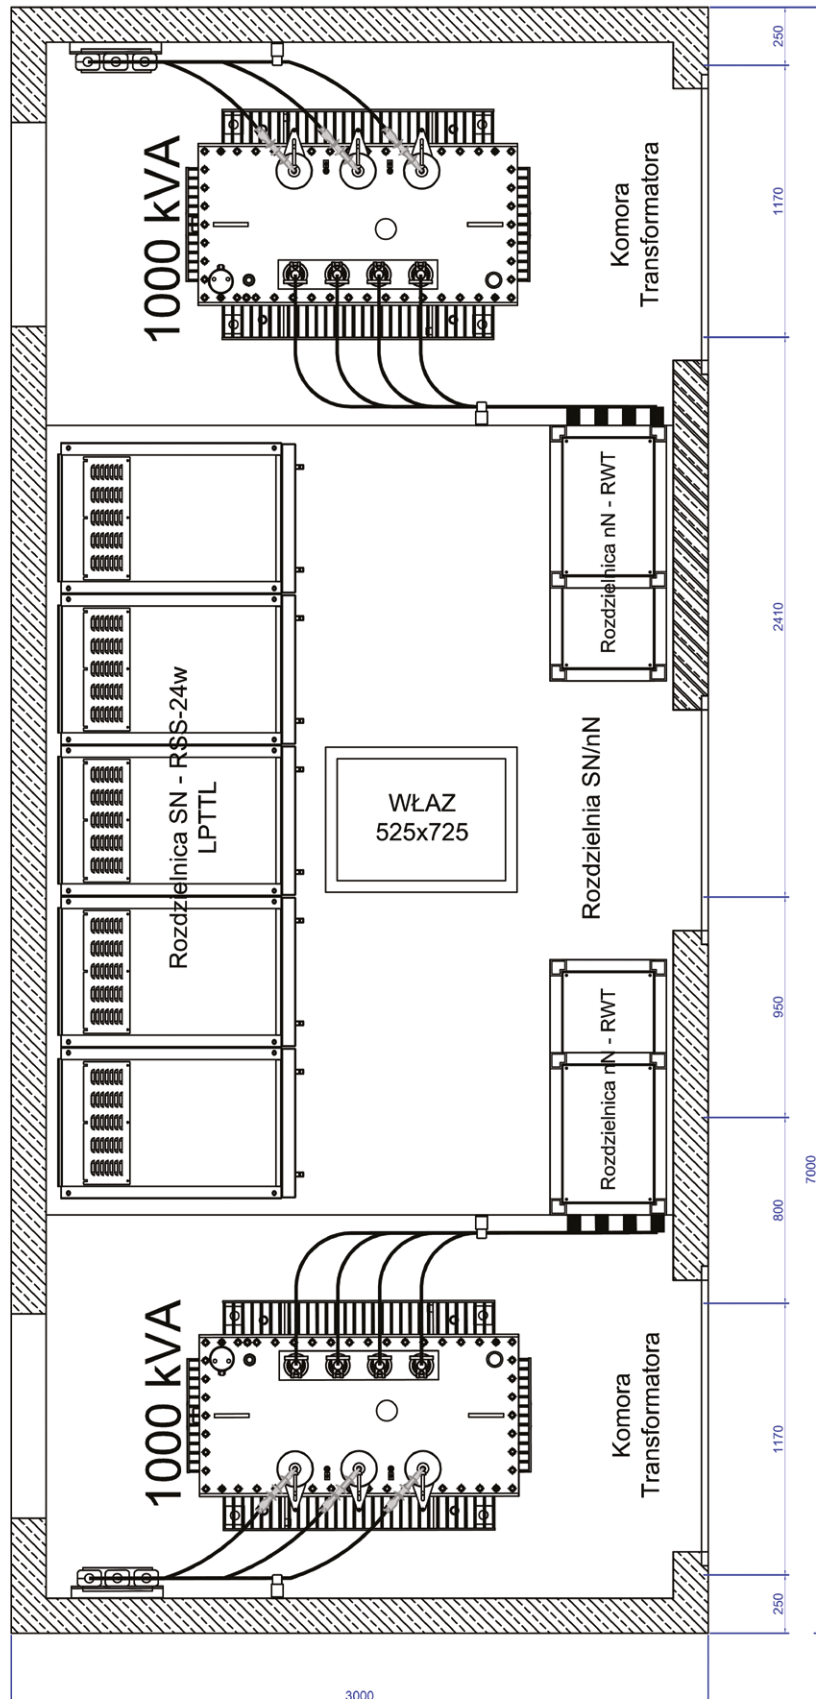 250
1000 kVA
Komora
Transformatora
1170
Rozdzielnica nN - RWT
2410
Rozdzielnica SN - RSS-24w
LPTTL
WŁAZ
525x725
Rozdzielnia SN/nN
950
Rozdzielnica nN - RWT
800
7000
1000 kVA
Komora
Transformatora
1170
250
3000